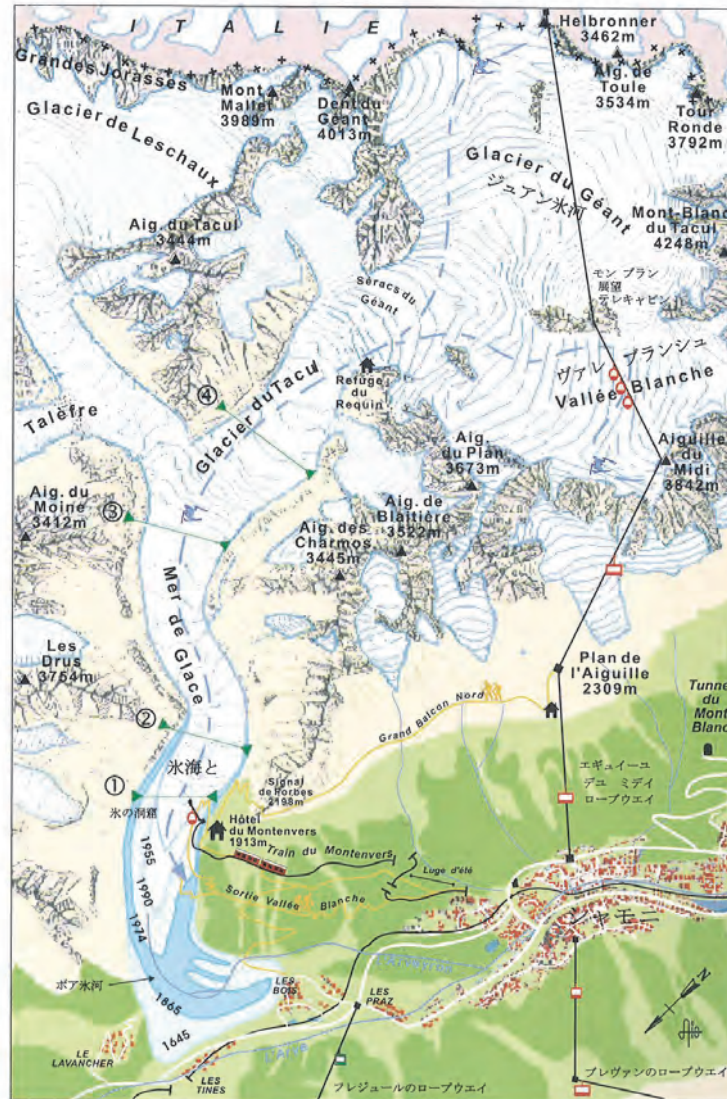 ITALIE
Helbronner
3462m
Grandes Jorasses
Mont
Mallet
3989m
Dent du
Géant
4013m
Aig. de
Toule
3534m
Tour
Ronde
3792m
Glacier de Leschaux
Glacier du Géant
ジュアン氷河
Mont-Blanc
du Tacul
4248m
Aig. du Tacul
3444m
Séracs du
Géant
モン ブラン
展望
テレキャビン
ヴァレ ブランシュ
Vallée Blanche
Refuge
du
Requin
④
Glacier du Tacul
Talèfre
Aig.
du Plan
3673m
Aiguille
du
Midi
3842m
Aig. du
Moine
3412m
③
Aig. de
Blaitière
3522m
Aig. des
Charmos
3445m
Mer de Glace
Les
Drus
3754m
Plan de
l'Aiguille
2309m
Tunnel
du
Mont
Blanc
Grand Balcon Nord
②
氷海と
①
氷の洞窟
Signal
de Forbes
2198m
エギュイーユ
デュ ミデイ
ロープウエイ
Hôtel
du Montenvers
1913m
Train du Montenvers
Luge d'été
1955
1990
1974
Sortie Vallée Blanche
シャモニ
ボア氷河
L'Arveyron
LES
BOIS
LES
PRAZ
1865
1645
N
LE
LAVANCHER
L'Arve
LES
TINES
フレジュールのロープウエイ
プレヴァンのロープウエイ